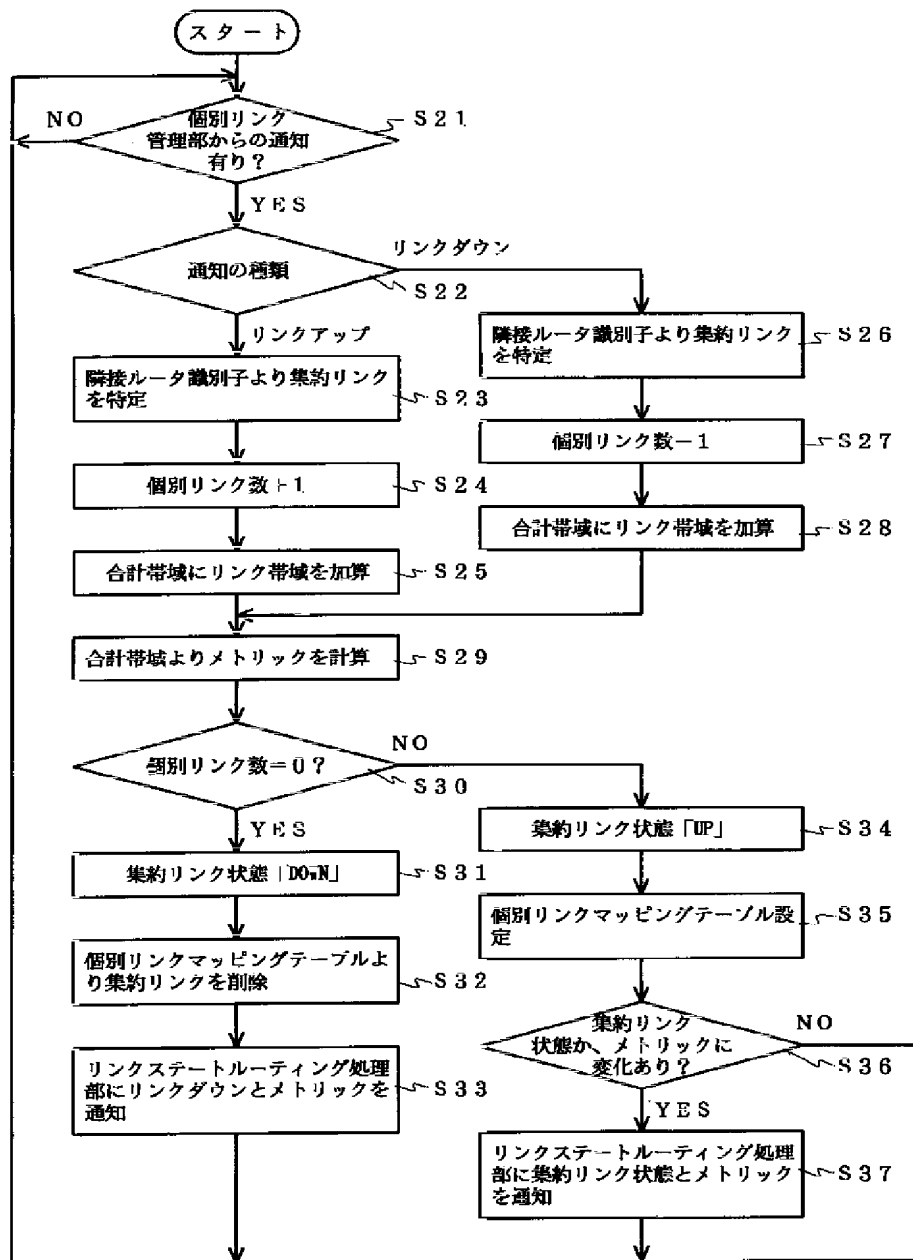 スタート
NO
個別リンク
管理部からの通知
有り？
S21
YES
通知の種類
リンクダウン
S22
リンクアップ
隣接ルータ識別子より集約リンク
を特定
S23
個別リンク数＋1
S24
合計帯域にリンク帯域を加算
S25
隣接ルータ識別子より集約リンク
を特定
S26
個別リンク数－1
S27
合計帯域にリンク帯域を加算
S28
合計帯域よりメトリックを計算
S29
個別リンク数＝0？
NO
S30
YES
集約リンク状態「DOWN」
S31
個別リンクマッピングテーブルよ
り集約リンクを削除
S32
リンクステートルーティング処理
部にリンクダウンとメトリックを
通知
S33
集約リンク状態「UP」
S34
個別リンクマッピングテーブル設
定
S35
集約リンク
状態か、メトリックに
変化あり？
NO
S36
YES
リンクステートルーティング処理
部に集約リンク状態とメトリック
を通知
S37